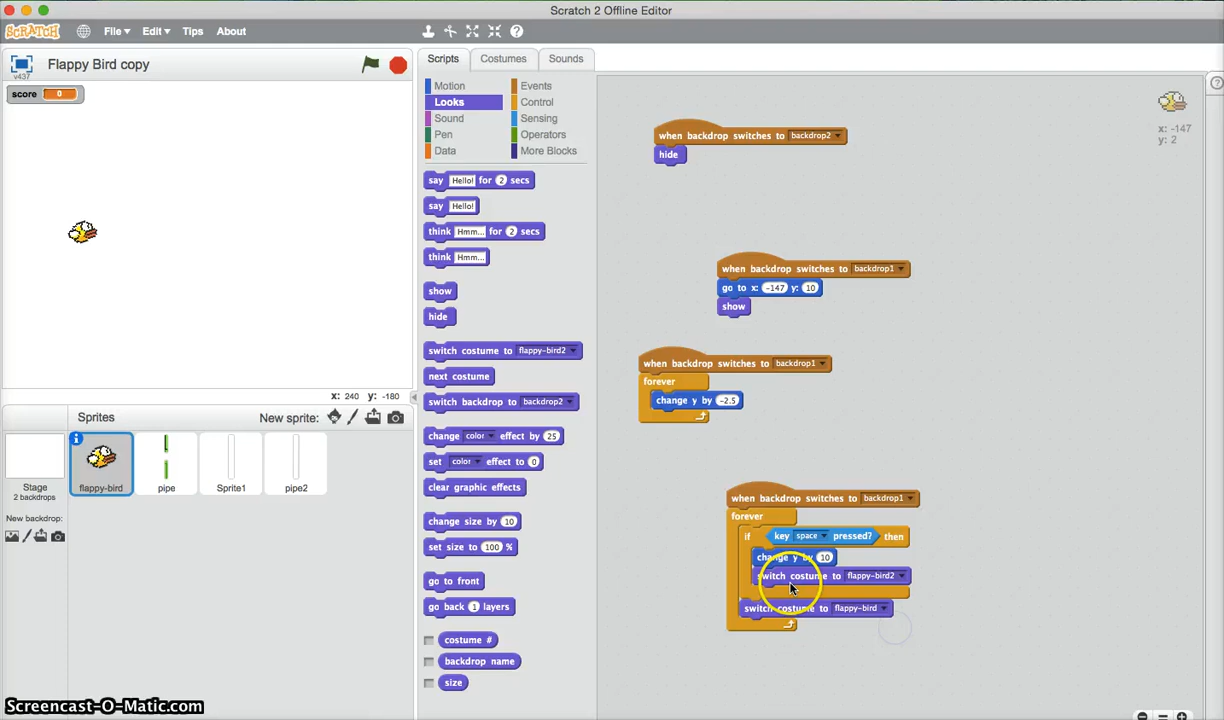 Scratch 2 Offline Editor
SCRATCH File Edit Tips About
Flappy Bird copy
v437
score 0
x: 240 y: -180
Sprites New sprite:
Stage
2 backdrops
New backdrop:
flappy-bird
pipe
Sprite1
pipe2
Scripts Costumes Sounds
Motion Events
Looks Control
Sound Sensing
Pen Operators
Data More Blocks
say Hello! for 2 secs
say Hello!
think Hmm... for 2 secs
think Hmm...
show
hide
switch costume to flappy-bird2
next costume
switch backdrop to backdrop2
change color effect by 25
set color effect to 0
clear graphic effects
change size by 10
set size to 100 %
go to front
go back 1 layers
costume #
backdrop name
size
when backdrop switches to backdrop2
hide
when backdrop switches to backdrop1
go to x: -147 y: 10
show
when backdrop switches to backdrop1
forever
change y by -2.5
when backdrop switches to backdrop1
forever
if key space pressed? then
change y by 10
switch costume to flappy-bird2
switch costume to flappy-bird
x: -147
y: 2
Screencast-O-Matic.com